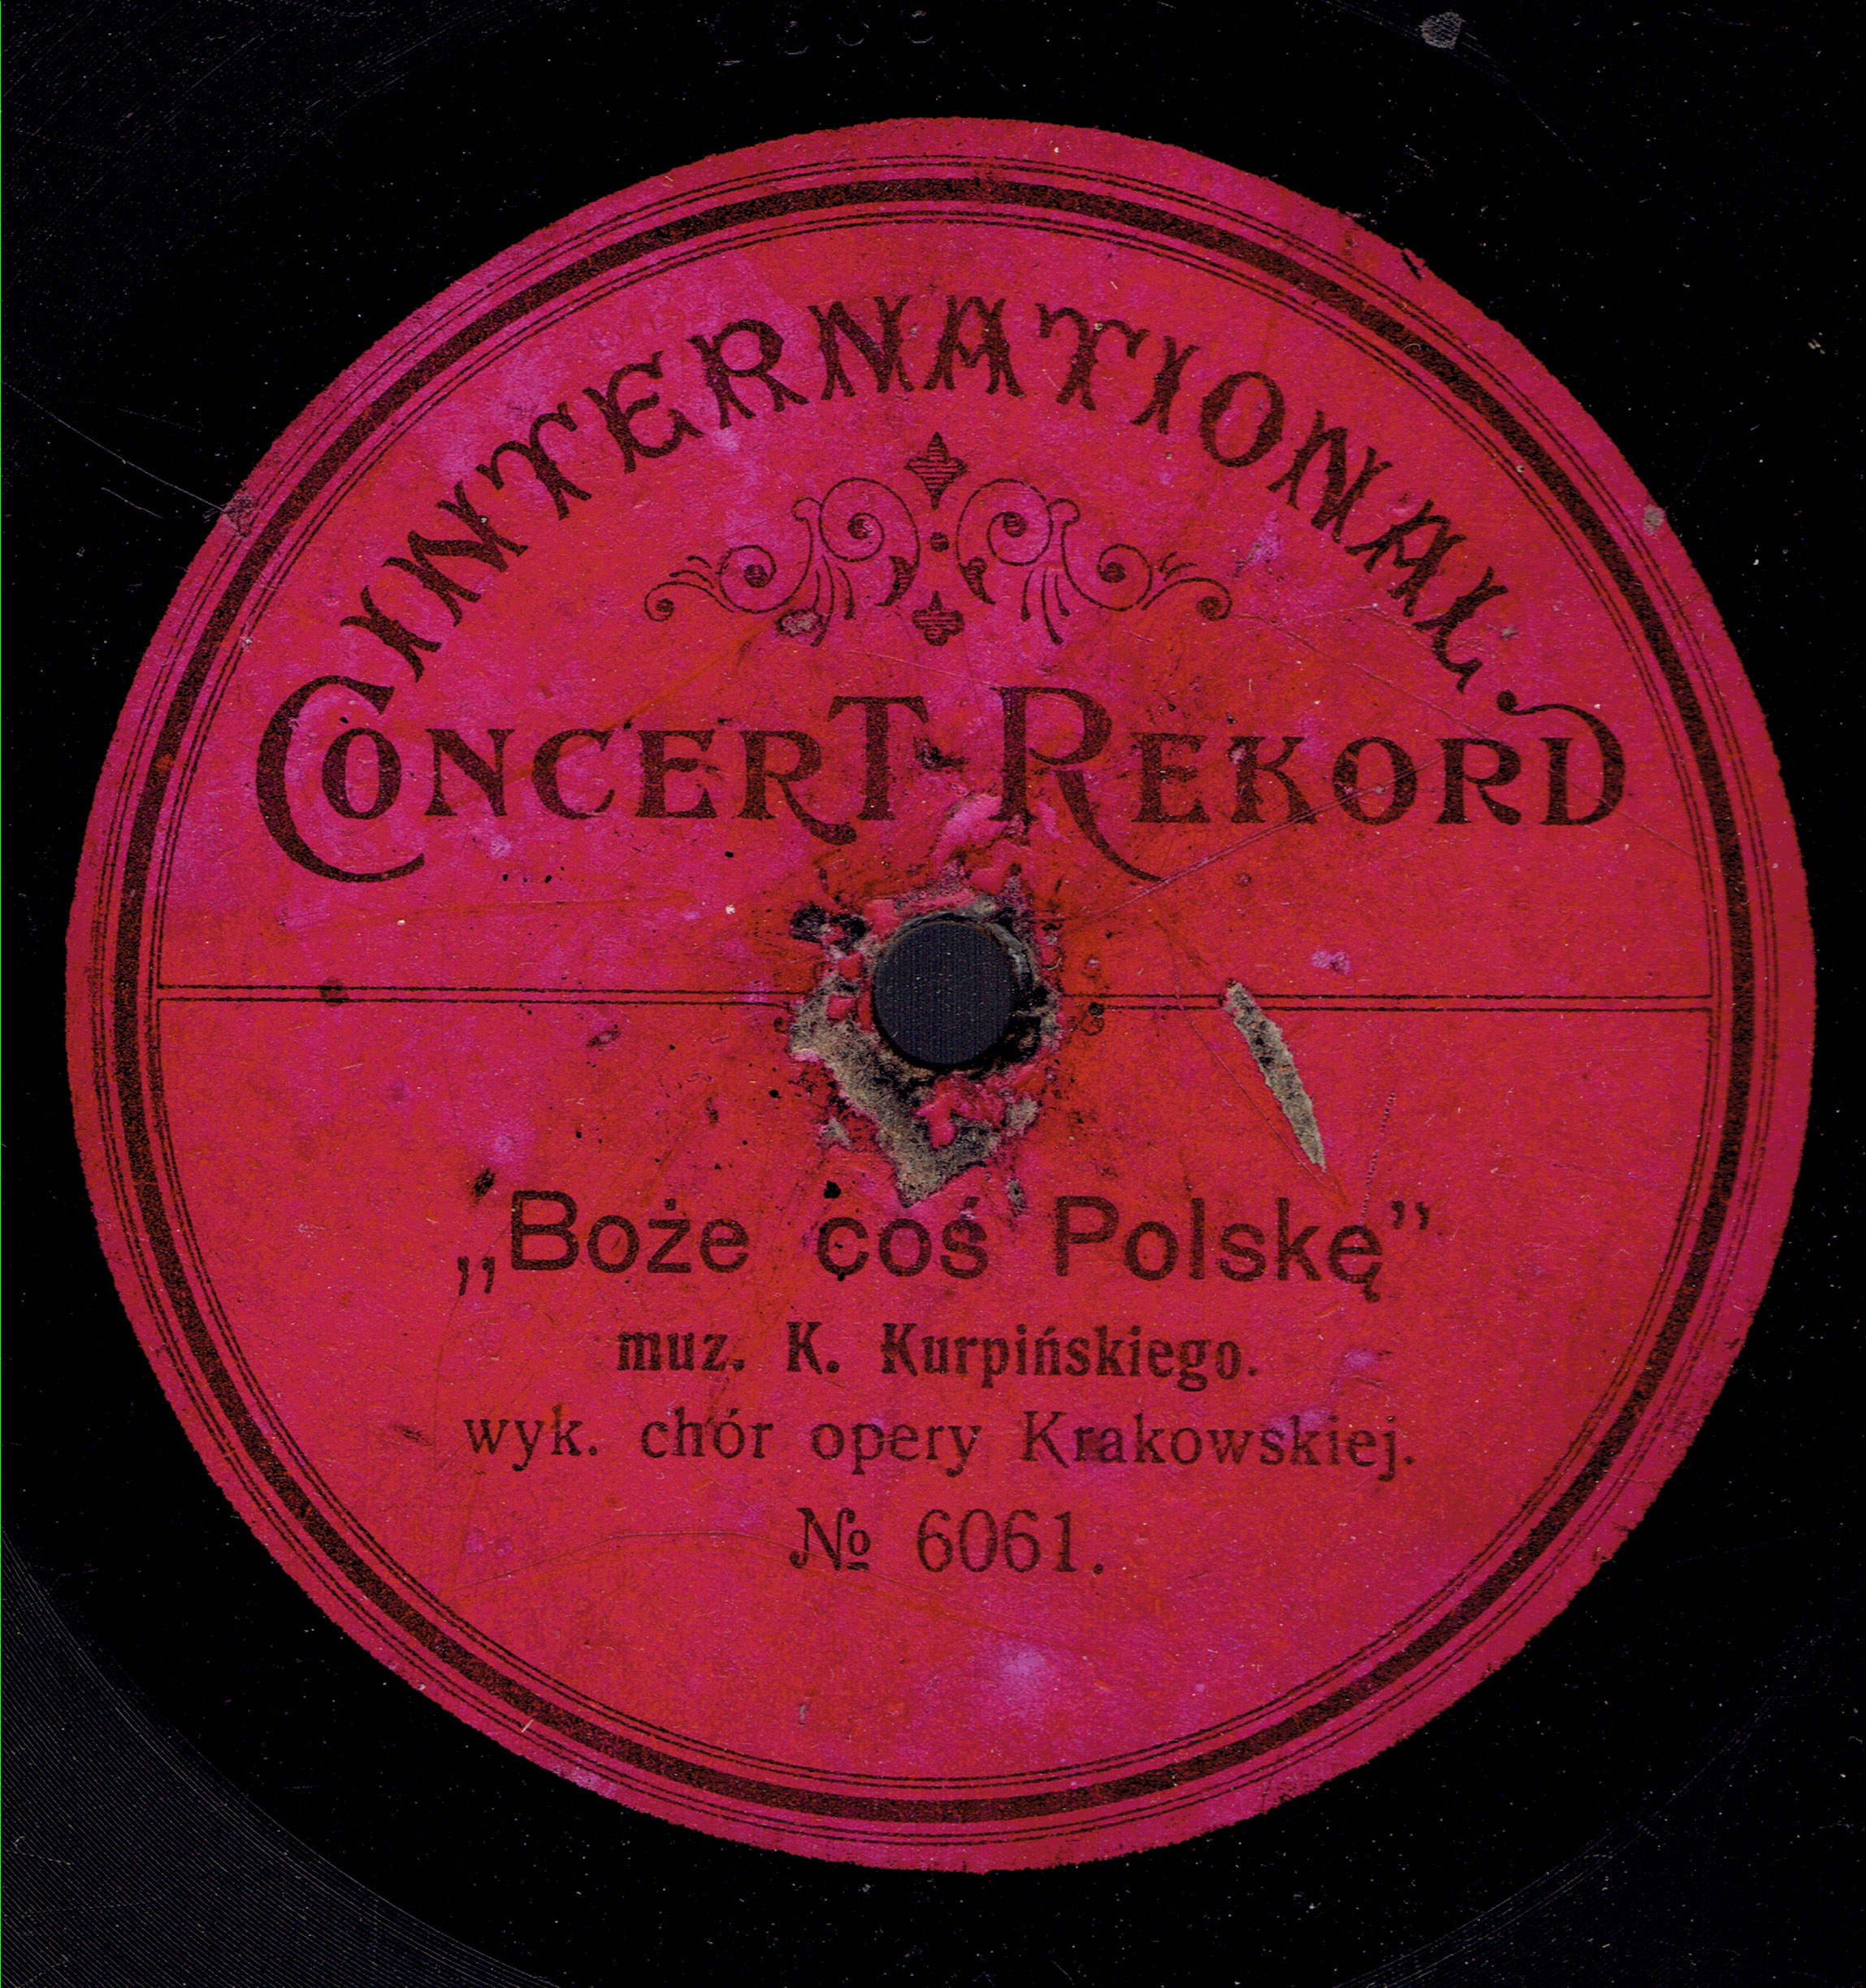 INTERNATIONAL
CONCERT-REKORD
„Boże coś Polskę”
muz. K. Kurpińskiego.
wyk. chór opery Krakowskiej.
№ 6061.